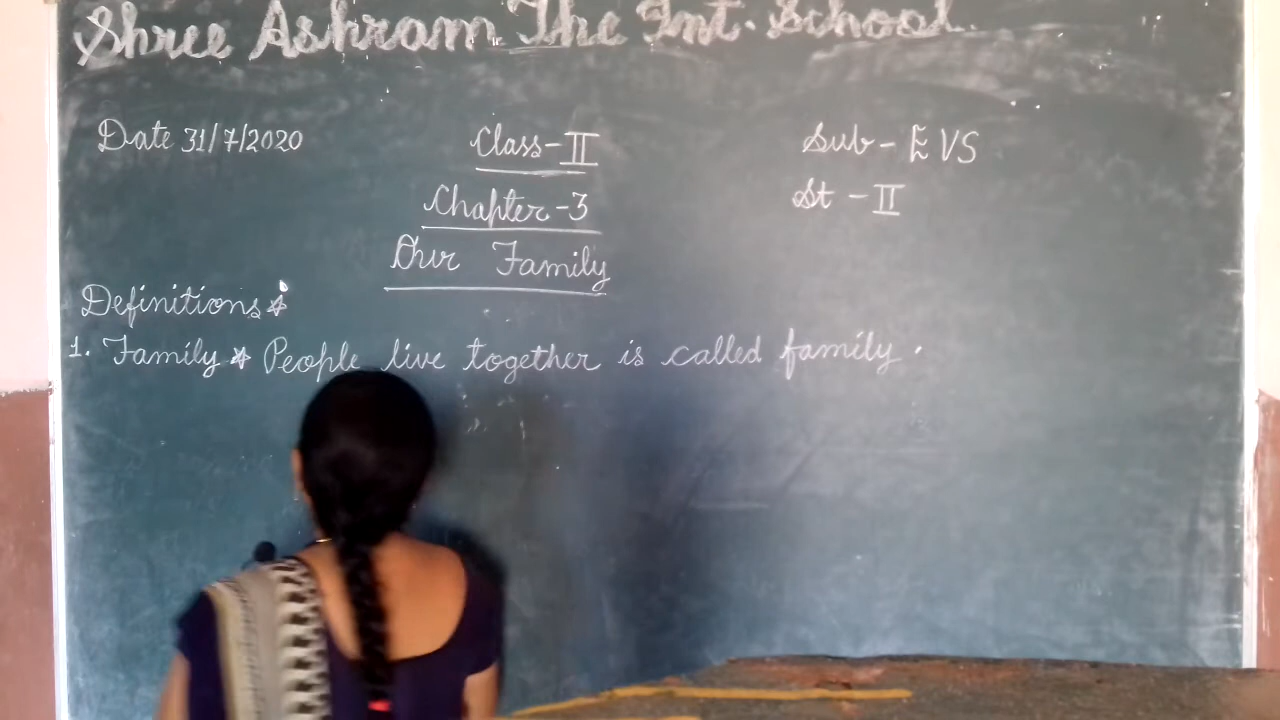 Shree Ashram The Int. School.
Date 31/7/2020 Class-II Sub - EVS
Chapter-3 St - II
Our Family
Definitions:
1. Family * People live together is called family.